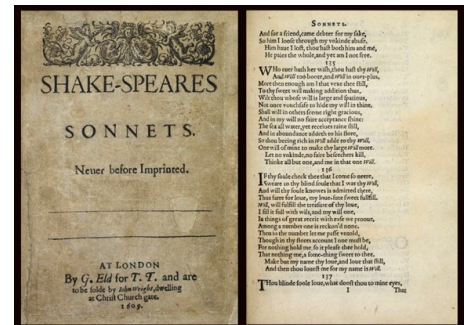 SHAKE-SPEARES
SONNETS.
Neuer before Imprinted.
AT LONDON
By G. Eld for T. T. and are
to be solde by Iohn Wright, dwelling
at Christ Church gate.
1609.
SONNETS.
And sue a friend, came debter for my sake,
So him I loose through my vnkinde abuse.
Him haue I lost, thou hast both him and me,
He paies the whole, and yet am I not free.
135
WHo euer hath her wish, thou hast thy Will,
And Will too boote, and Will in ouer-plus,
More then enough am I that vexe thee still,
To thy sweet will making addition thus.
Wilt thou whose will is large and spatious,
Not once vouchsafe to hide my will in thine,
Shall will in others seeme right gracious,
And in my will no faire acceptance shine:
The sea all water, yet receiues raine still,
And in aboundance addeth to his store,
So thou beeing rich in Will adde to thy Will,
One will of mine to make thy large Will more.
Let no vnkinde, no faire beseechers kill,
Thinke all but one, and me in that one Will.
136
IF thy soule check thee that I come so neere,
Sweare to thy blind soule that I was thy Will,
And will thy soule knowes is admitted there,
Thus farre for loue, my loue-sute sweet fullfill.
Will, will fulfill the treasure of thy loue,
I fill it full with wils, and my will one,
In things of great receit with ease we prooue,
Among a number one is reckon'd none.
Then in the number let me passe vntold,
Though in thy stores account I one must be,
For nothing hold me, so it please thee hold,
That nothing me, a some-thing sweet to thee.
Make but my name thy loue, and loue that still,
And then thou louest me for my name is Will.
137
THou blinde foole loue, what doost thou to mine eyes,
I
That